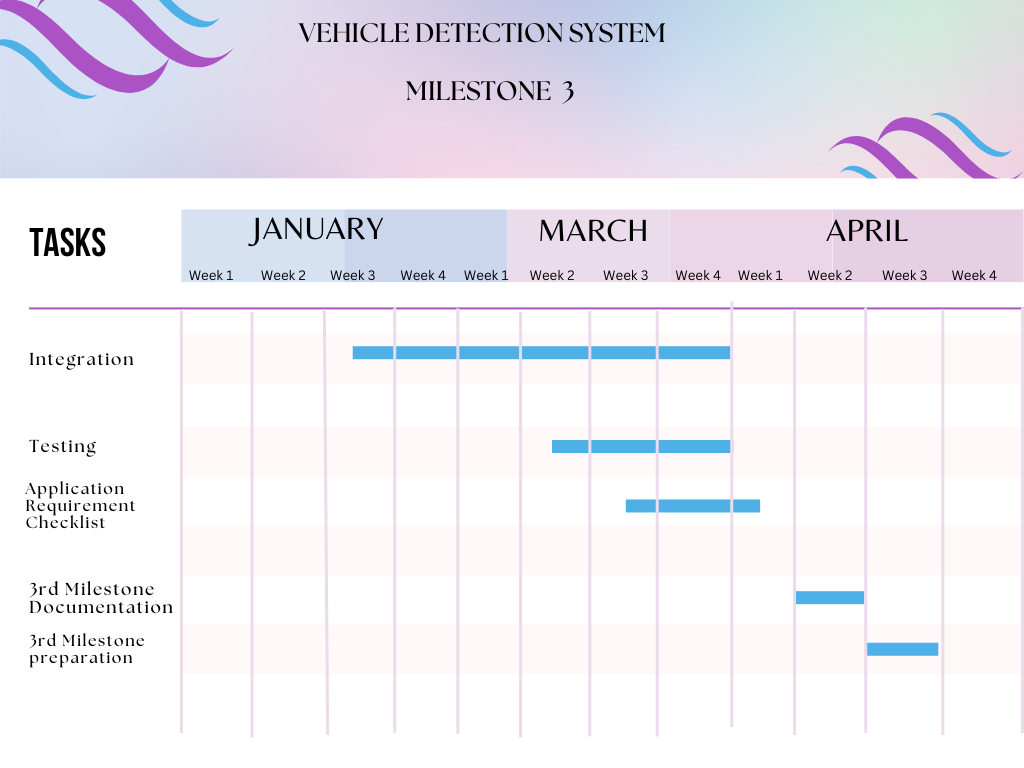 VEHICLE DETECTION SYSTEM
MILESTONE 3
TASKS
JANUARY MARCH APRIL
Week 1 Week 2 Week 3 Week 4 Week 1 Week 2 Week 3 Week 4 Week 1 Week 2 Week 3 Week 4
Integration
Testing
Application
Requirement
Checklist
3rd Milestone
Documentation
3rd Milestone
preparation